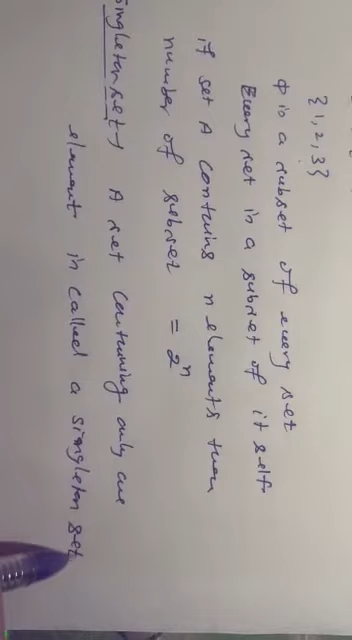 {1, 2, 3}
φ is a subset of every set
Every set is a subset of it self
if set A contains n elements then
number of subset = 2ⁿ
singleton set → A set containing only one
element is called a singleton set